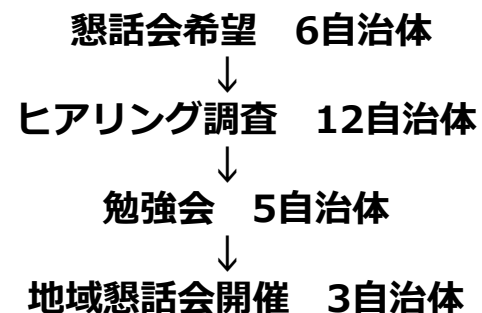 懇話会希望　6自治体
↓
ヒアリング調査　12自治体
↓
勉強会　5自治体
↓
地域懇話会開催　3自治体